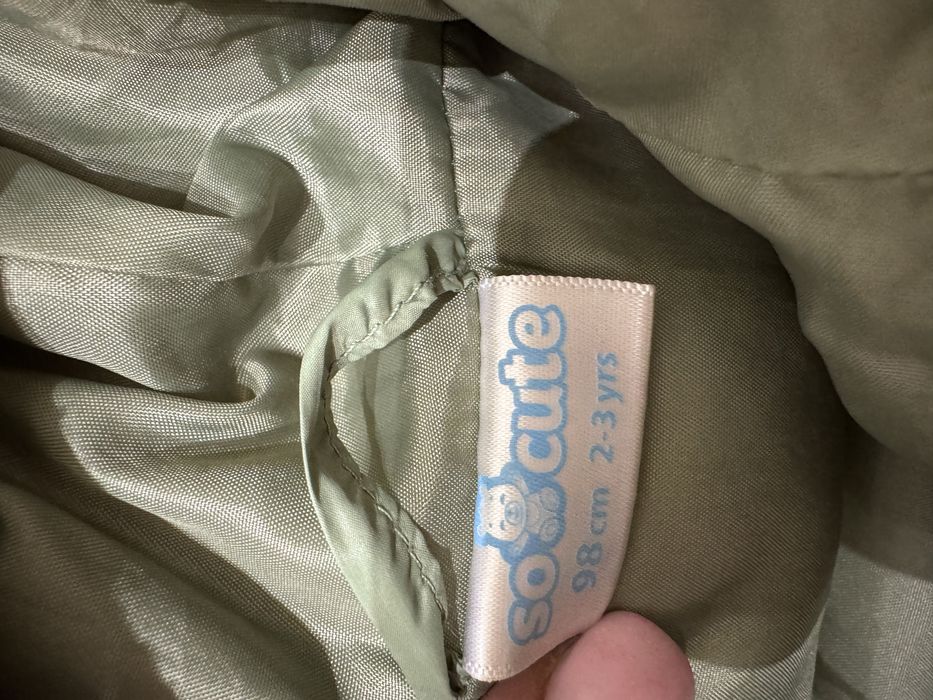 so cute
98 cm 2-3 yrs